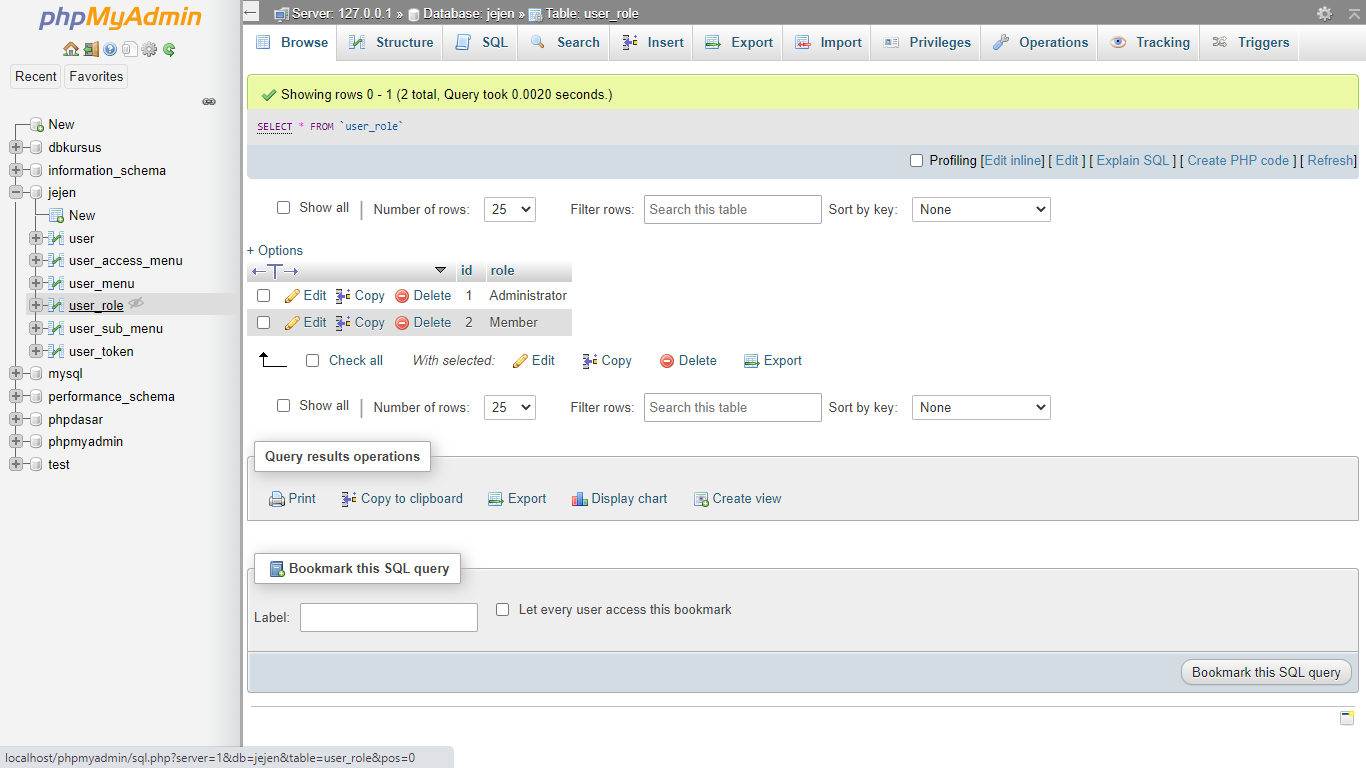 phpMyAdmin
Recent Favorites
New
dbkursus
information_schema
jejen
New
user
user_access_menu
user_menu
user_role
user_sub_menu
user_token
mysql
performance_schema
phpdasar
phpmyadmin
test
Server: 127.0.0.1 » Database: jejen » Table: user_role
Browse Structure SQL Search Insert Export Import Privileges Operations Tracking Triggers
Showing rows 0 - 1 (2 total, Query took 0.0020 seconds.)
SELECT * FROM `user_role`
Profiling [Edit inline] [ Edit ] [ Explain SQL ] [ Create PHP code ] [ Refresh]
Show all Number of rows: 25 Filter rows: Search this table Sort by key: None
+ Options
←T→ id role
Edit Copy Delete 1 Administrator
Edit Copy Delete 2 Member
Check all With selected: Edit Copy Delete Export
Show all Number of rows: 25 Filter rows: Search this table Sort by key: None
Query results operations
Print Copy to clipboard Export Display chart Create view
Bookmark this SQL query
Label: Let every user access this bookmark
Bookmark this SQL query
localhost/phpmyadmin/sql.php?server=1&db=jejen&table=user_role&pos=0